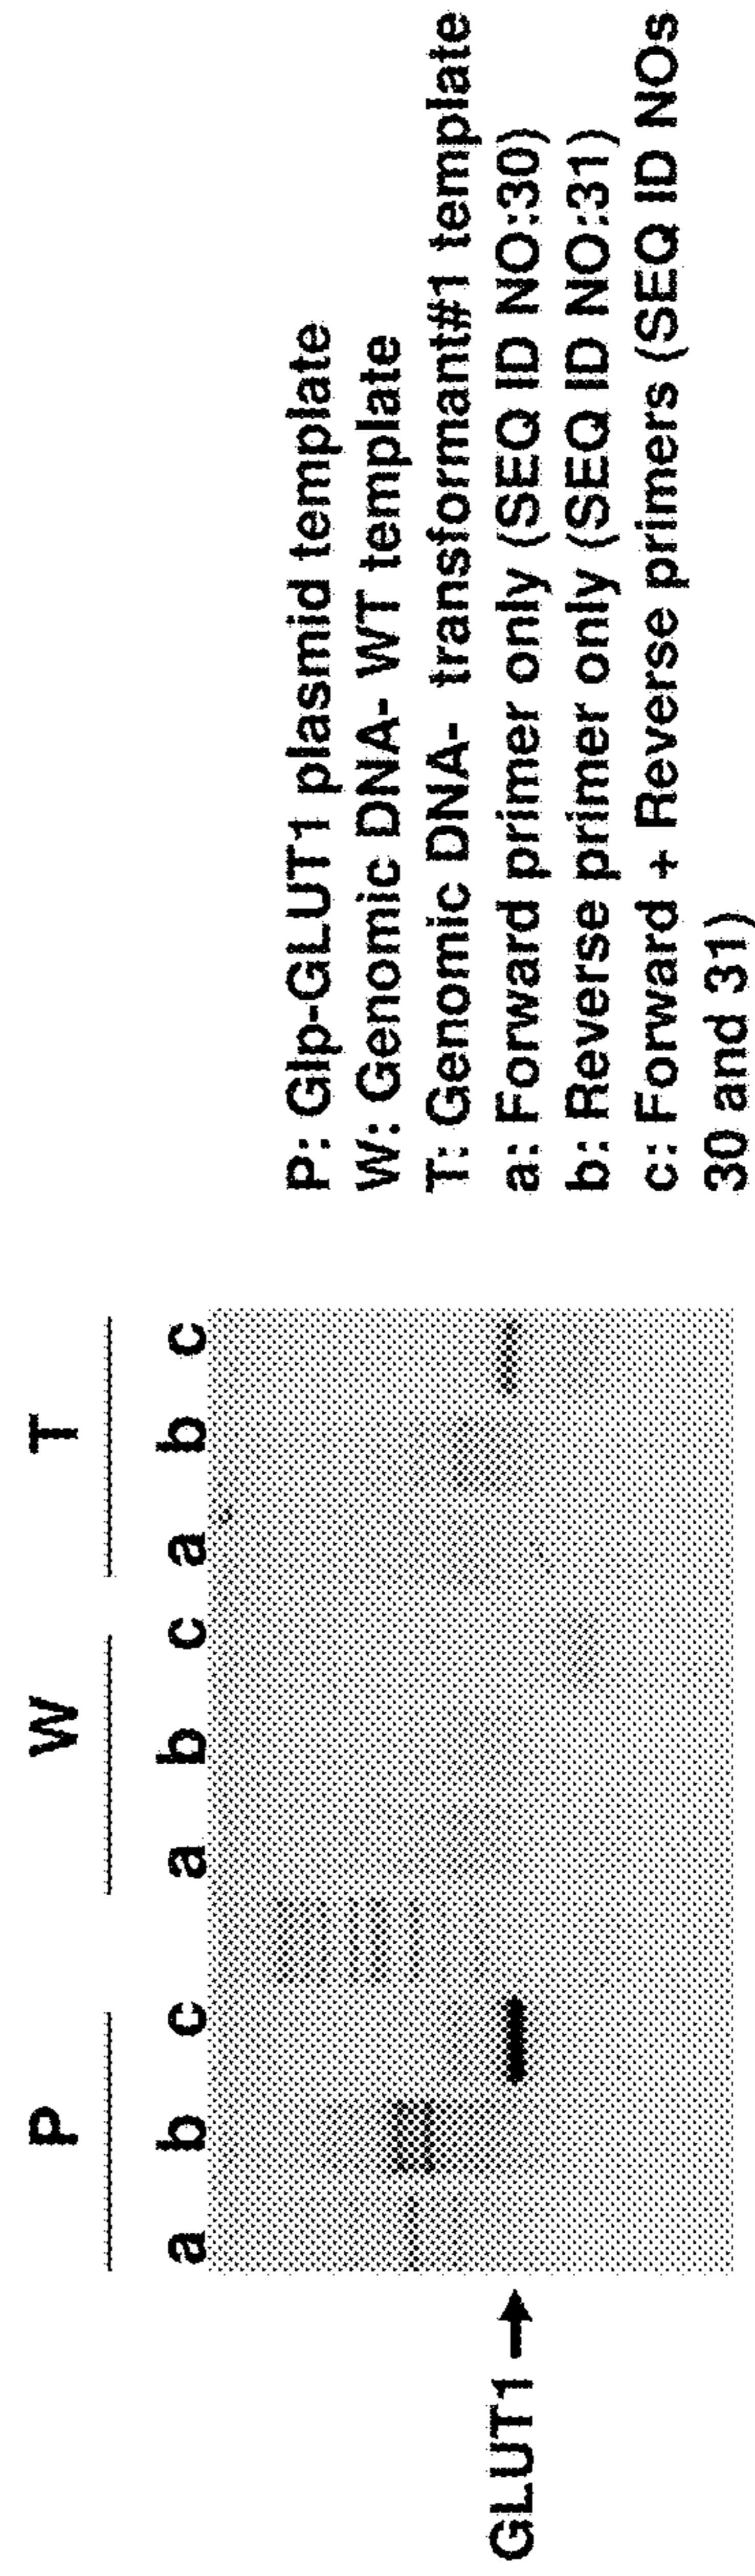 P W T
a b c a b c a b c
GLUT1
P: Glp-GLUT1 plasmid template
W: Genomic DNA- WT template
T: Genomic DNA- transformant#1 template
a: Forward primer only (SEQ ID NO:30)
b: Reverse primer only (SEQ ID NO:31)
c: Forward + Reverse primers (SEQ ID NOs
30 and 31)